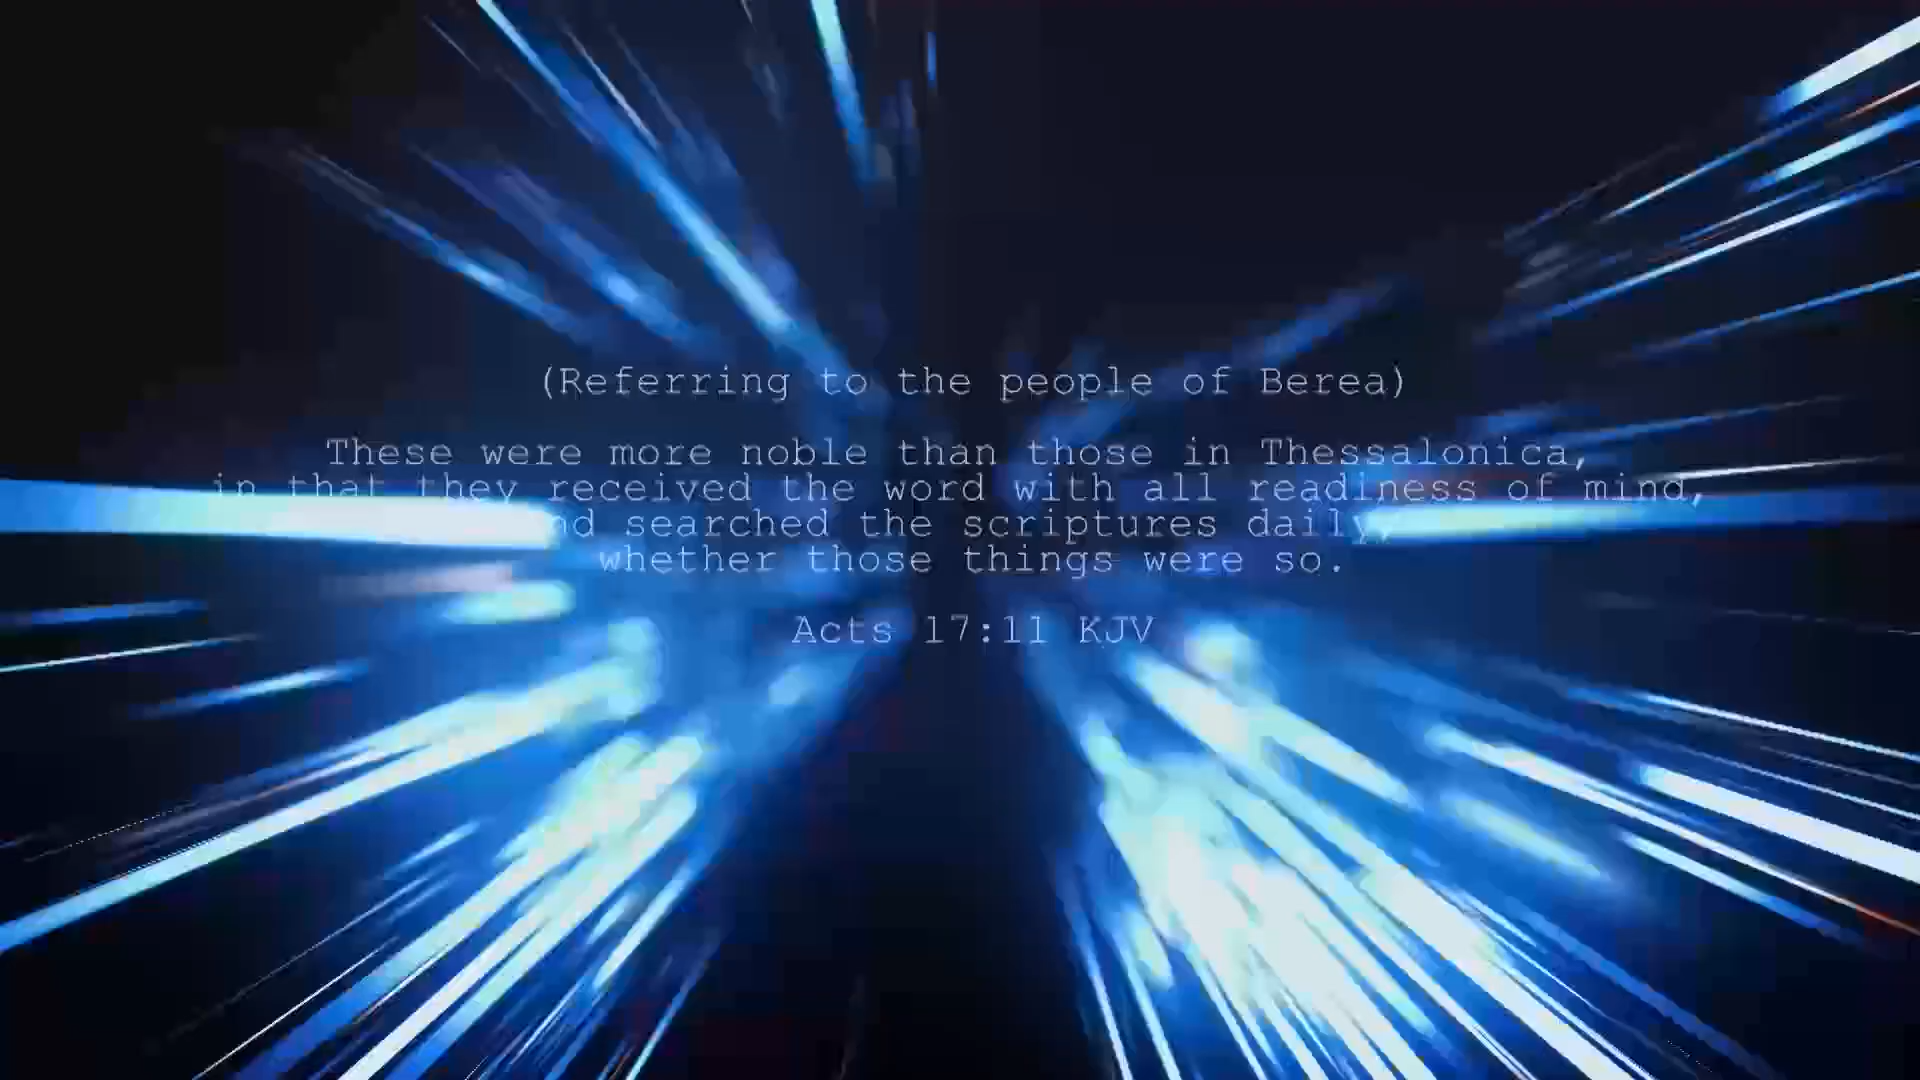 (Referring to the people of Berea)
These were more noble than those in Thessalonica,
in that they received the word with all readiness of mind,
nd searched the scriptures daily,
whether those things were so.
Acts 17:11 KJV